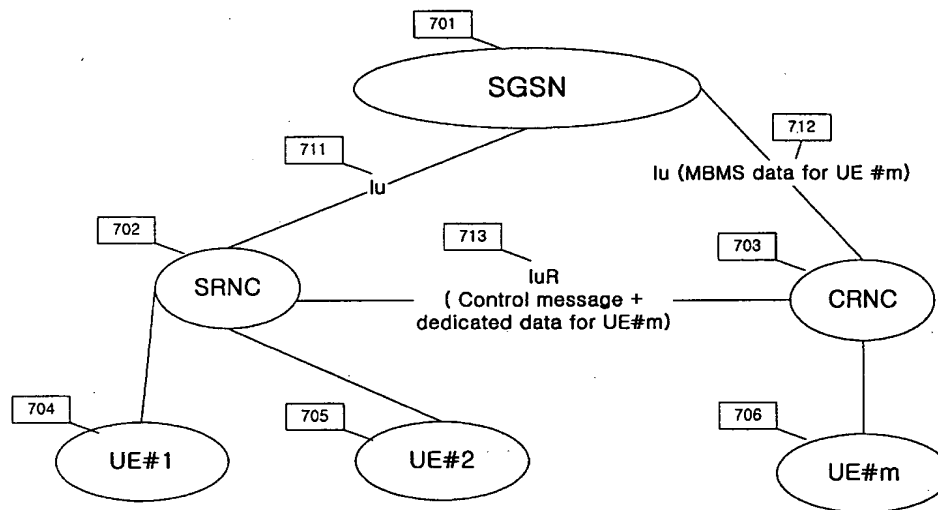 701
SGSN
711
712
Iu
Iu (MBMS data for UE #m)
702
713
703
SRNC
IuR
( Control message +
dedicated data for UE#m)
CRNC
704
705
706
UE#1
UE#2
UE#m